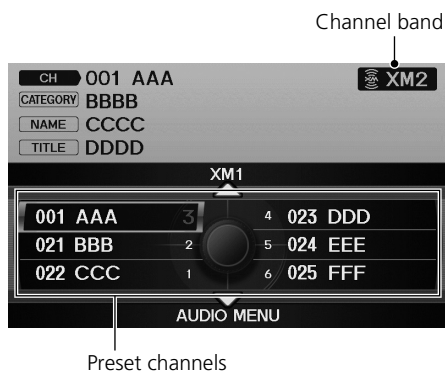 Channel band
CH 001 AAA
XM2
CATEGORY BBBB
NAME CCCC
TITLE DDDD
XM1
001 AAA 3 4 023 DDD
021 BBB 2 5 024 EEE
022 CCC 1 6 025 FFF
AUDIO MENU
Preset channels